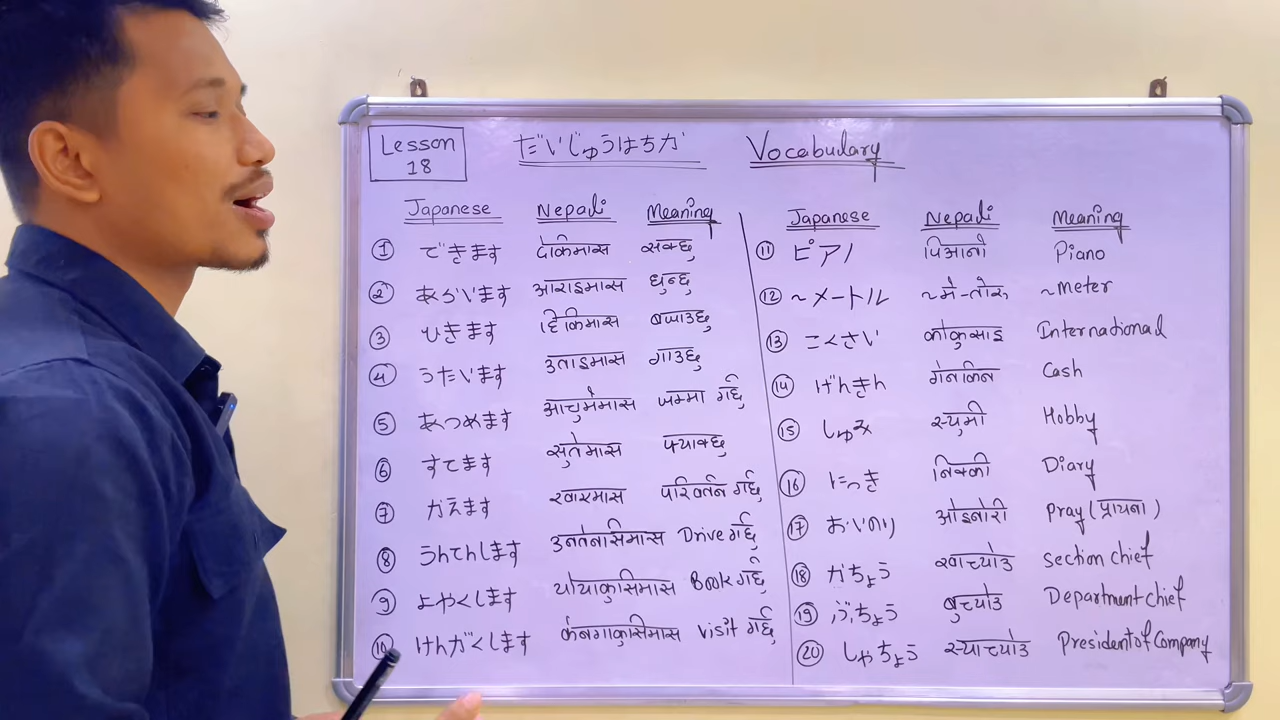 Lesson 18
だいじゅうはちか
Vocabulary
Japanese Nepali Meaning
① できます देकिमास सक्छु
② あらいます आराइमास धुन्छु
③ ひきます हिकिमास बजाउछु
④ うたいます उताइमास गाउछु
⑤ あつめます आचुमेमास जम्मा गर्छु
⑥ すてます सुतेमास फ्याक्छु
⑦ かえます खाएमास परिवर्तन गर्छु
⑧ うんてんします उनतेनसिमास Drive गर्छु
⑨ よやくします योयाकुसिमास Book गर्छु
⑩ けんがくします केनगाकुसिमास visit गर्छु
Japanese Nepali Meaning
⑪ ピアノ पिआनो Piano
⑫ ～メートル ～मे-तोरु ～meter
⑬ こくさい कोकुसाइ International
⑭ げんきん गेनकिन Cash
⑮ しゅみ स्युमी Hobby
⑯ にっき निक्की Diary
⑰ おいのり ओइनोरी Pray (प्रायना)
⑱ かちょう खाच्योउ section chief
⑲ ぶちょう बुच्योउ Department chief
⑳ しゃちょう स्याच्योउ President of Company